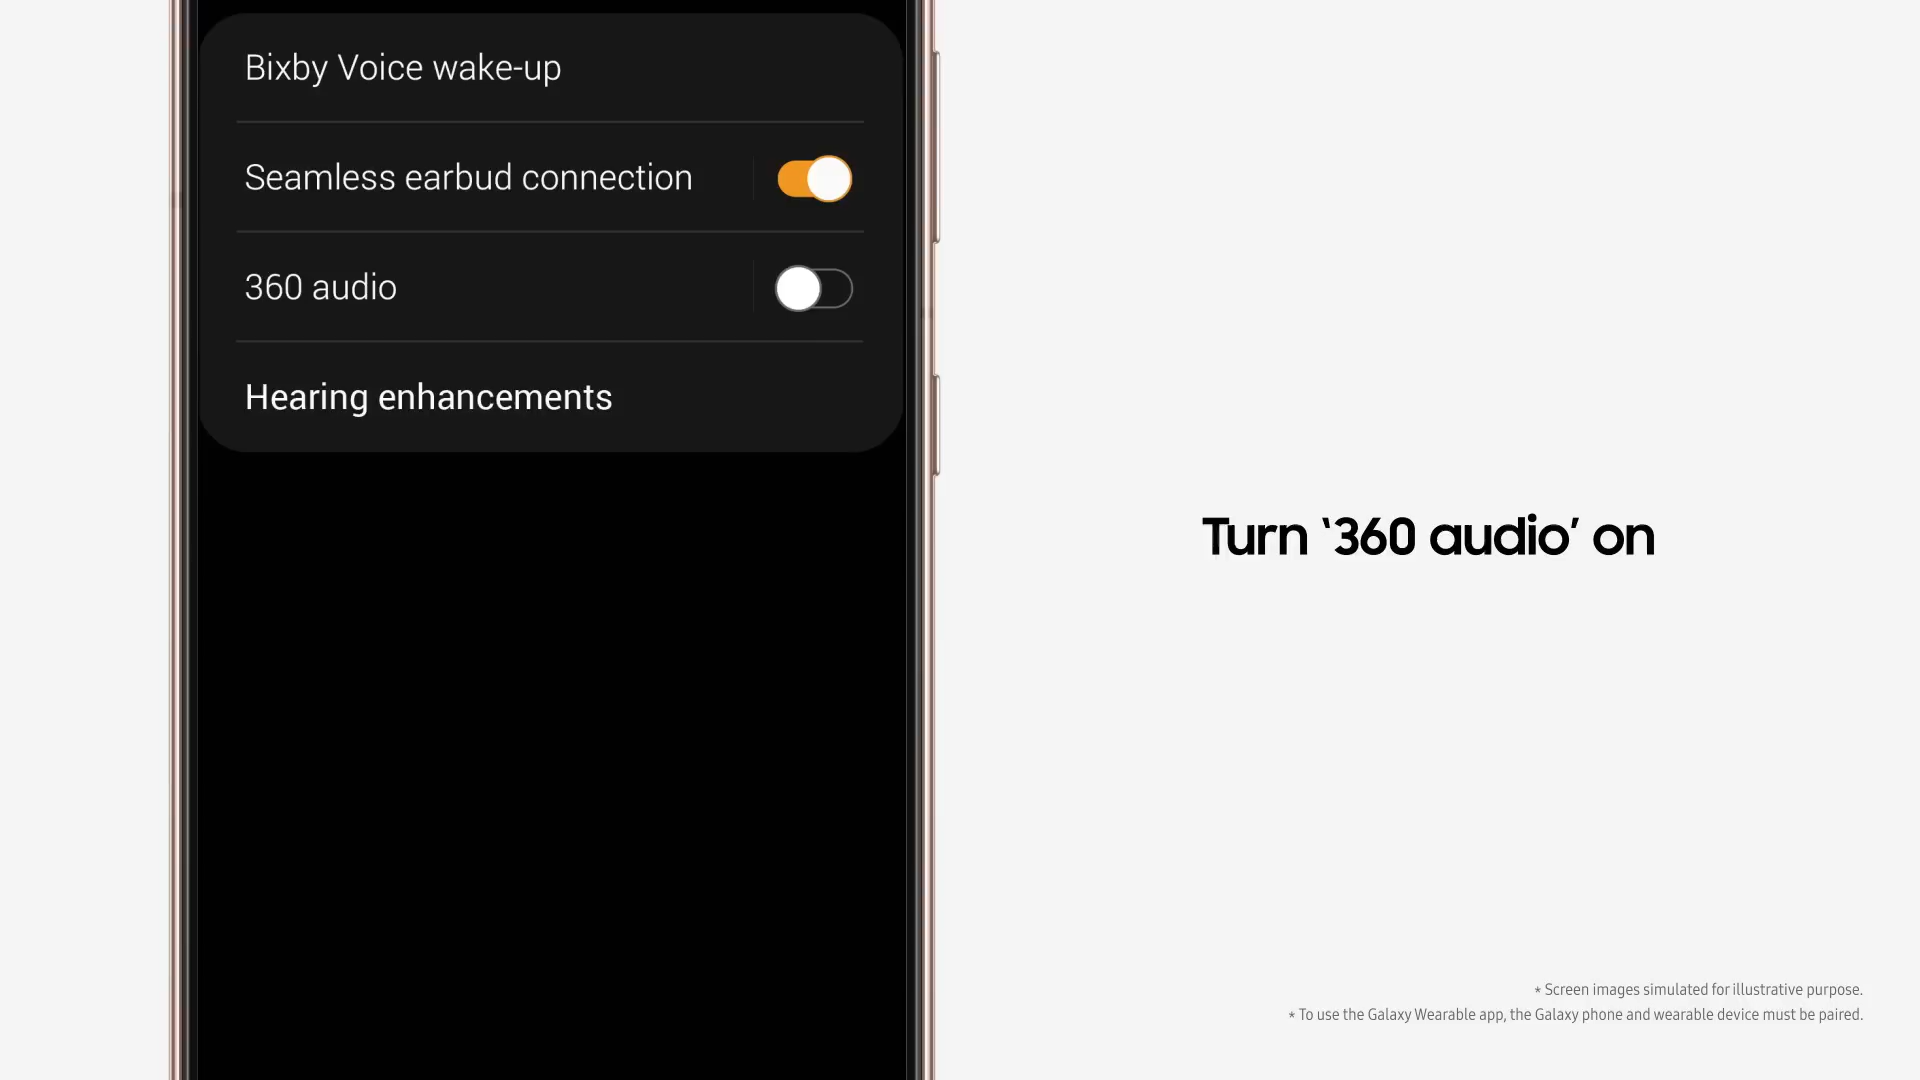 Bixby Voice wake-up
Seamless earbud connection
360 audio
Hearing enhancements
Turn ‘360 audio’ on
* Screen images simulated for illustrative purpose.
* To use the Galaxy Wearable app, the Galaxy phone and wearable device must be paired.